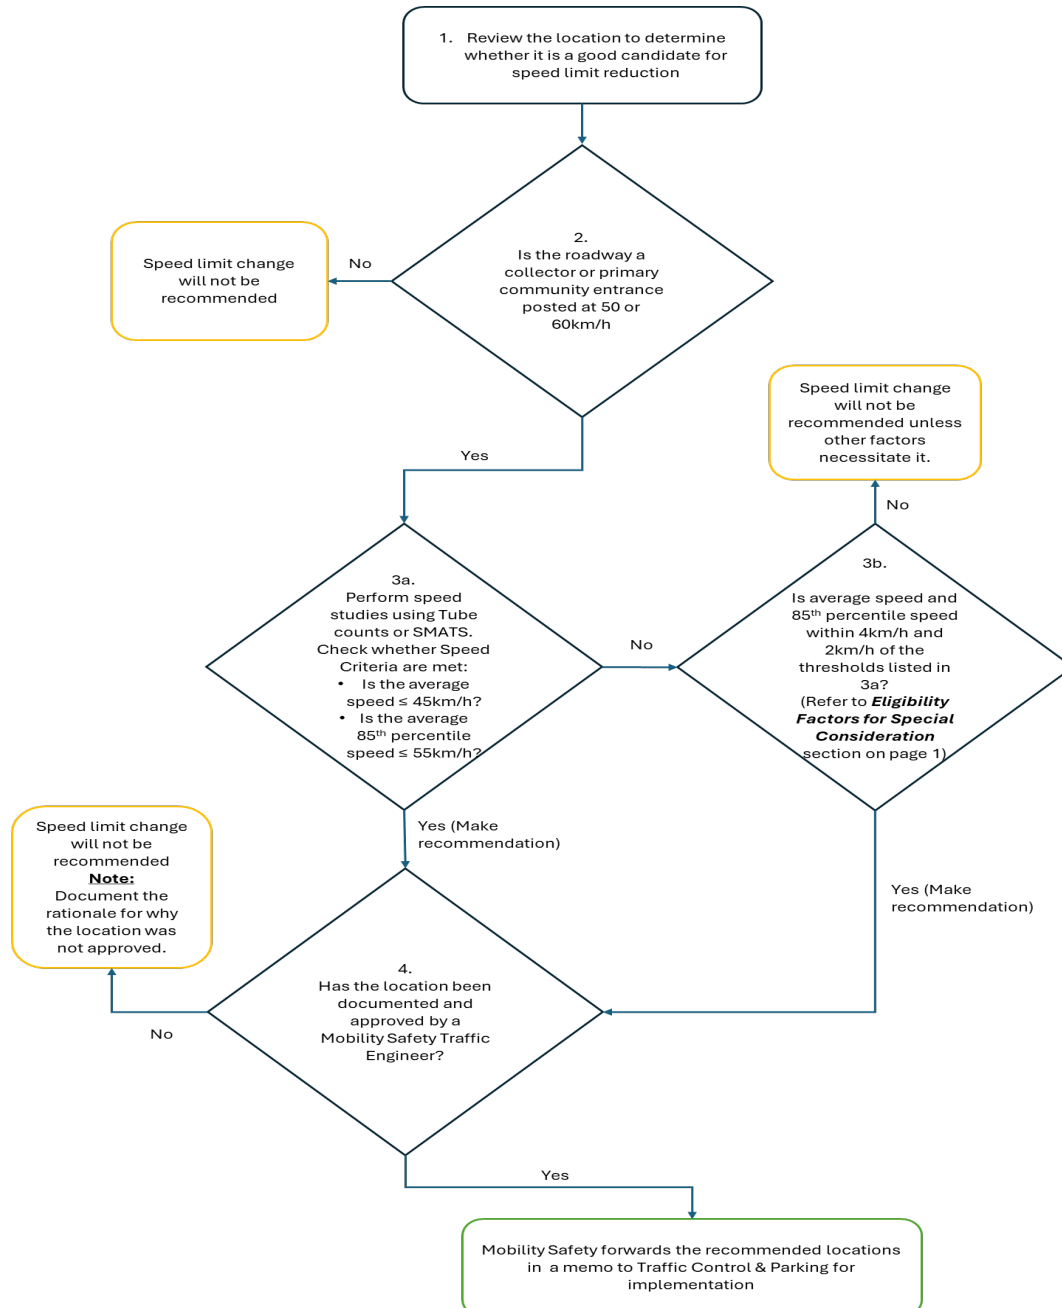 1. Review the location to determine
whether it is a good candidate for
speed limit reduction
2.
Is the roadway a
collector or primary
community entrance
posted at 50 or
60km/h
No
Speed limit change
will not be
recommended
Yes
3a.
Perform speed
studies using Tube
counts or SMATS.
Check whether Speed
Criteria are met:
• Is the average
speed ≤ 45km/h?
• Is the average
85th percentile
speed ≤ 55km/h?
No
3b.
Is average speed and
85th percentile speed
within 4km/h and
2km/h of the
thresholds listed in
3a?
(Refer to Eligibility
Factors for Special
Consideration
section on page 1)
No
Speed limit change
will not be
recommended unless
other factors
necessitate it.
Yes (Make
recommendation)
Yes (Make
recommendation)
4.
Has the location been
documented and
approved by a
Mobility Safety Traffic
Engineer?
No
Speed limit change
will not be
recommended
Note:
Document the
rationale for why
the location was
not approved.
Yes
Mobility Safety forwards the recommended locations
in a memo to Traffic Control & Parking for
implementation